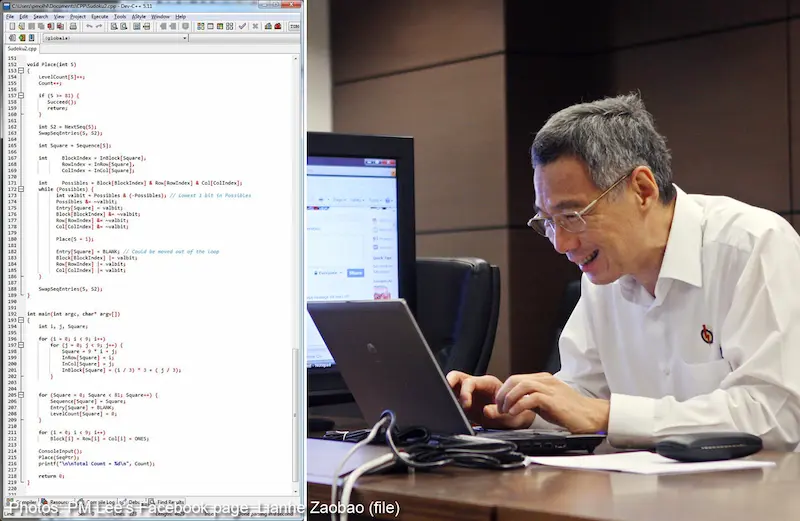 C:\Users\pmolhl\Documents\CPP\Sudoku2.cpp - Dev-C++ 5.11
File Edit Search View Project Execute Tools AStyle Window Help
(globals)
Sudoku2.cpp
151
152 void Place(int S)
153 {
154 LevelCount[S]++;
155 Count++;
156
157 if (S >= 81) {
158 Succeed();
159 return;
160 }
161
162 int S2 = NextSeq(S);
163 SwapSeqEntries(S, S2);
164
165 int Square = Sequence[S];
166
167 int BlockIndex = InBlock[Square],
168 RowIndex = InRow[Square],
169 ColIndex = InCol[Square];
170
171 int Possibles = Block[BlockIndex] & Row[RowIndex] & Col[ColIndex];
172 while (Possibles) {
173 int valbit = Possibles & (-Possibles); // Lowest 1 bit in Possibles
174 Possibles &= ~valbit;
175 Entry[Square] = valbit;
176 Block[BlockIndex] &= ~valbit;
177 Row[RowIndex] &= ~valbit;
178 Col[ColIndex] &= ~valbit;
179
180 Place(S + 1);
181
182 Entry[Square] = BLANK; // Could be moved out of the loop
183 Block[BlockIndex] |= valbit;
184 Row[RowIndex] |= valbit;
185 Col[ColIndex] |= valbit;
186 }
187
188 SwapSeqEntries(S, S2);
189 }
190
191
192 int main(int argc, char* argv[])
193 {
194 int i, j, Square;
195
196 for (i = 0; i < 9; i++)
197 for (j = 0; j < 9; j++) {
198 Square = 9 * i + j;
199 InRow[Square] = i;
200 InCol[Square] = j;
201 InBlock[Square] = (i / 3) * 3 + ( j / 3);
202 }
203
204
205 for (Square = 0; Square < 81; Square++) {
206 Sequence[Square] = Square;
207 Entry[Square] = BLANK;
208 LevelCount[Square] = 0;
209 }
210
211 for (i = 0; i < 9; i++)
212 Block[i] = Row[i] = Col[i] = ONES;
213
214 ConsoleInput();
215 Place(SeqPtr);
216 printf("\n\nTotal Count = %d\n", Count);
217
218 return 0;
219 }
220
Compiler Resources Compile Log Debug Find Results
Share
Photos: PM Lee's Facebook page, Lianhe Zaobao (file)